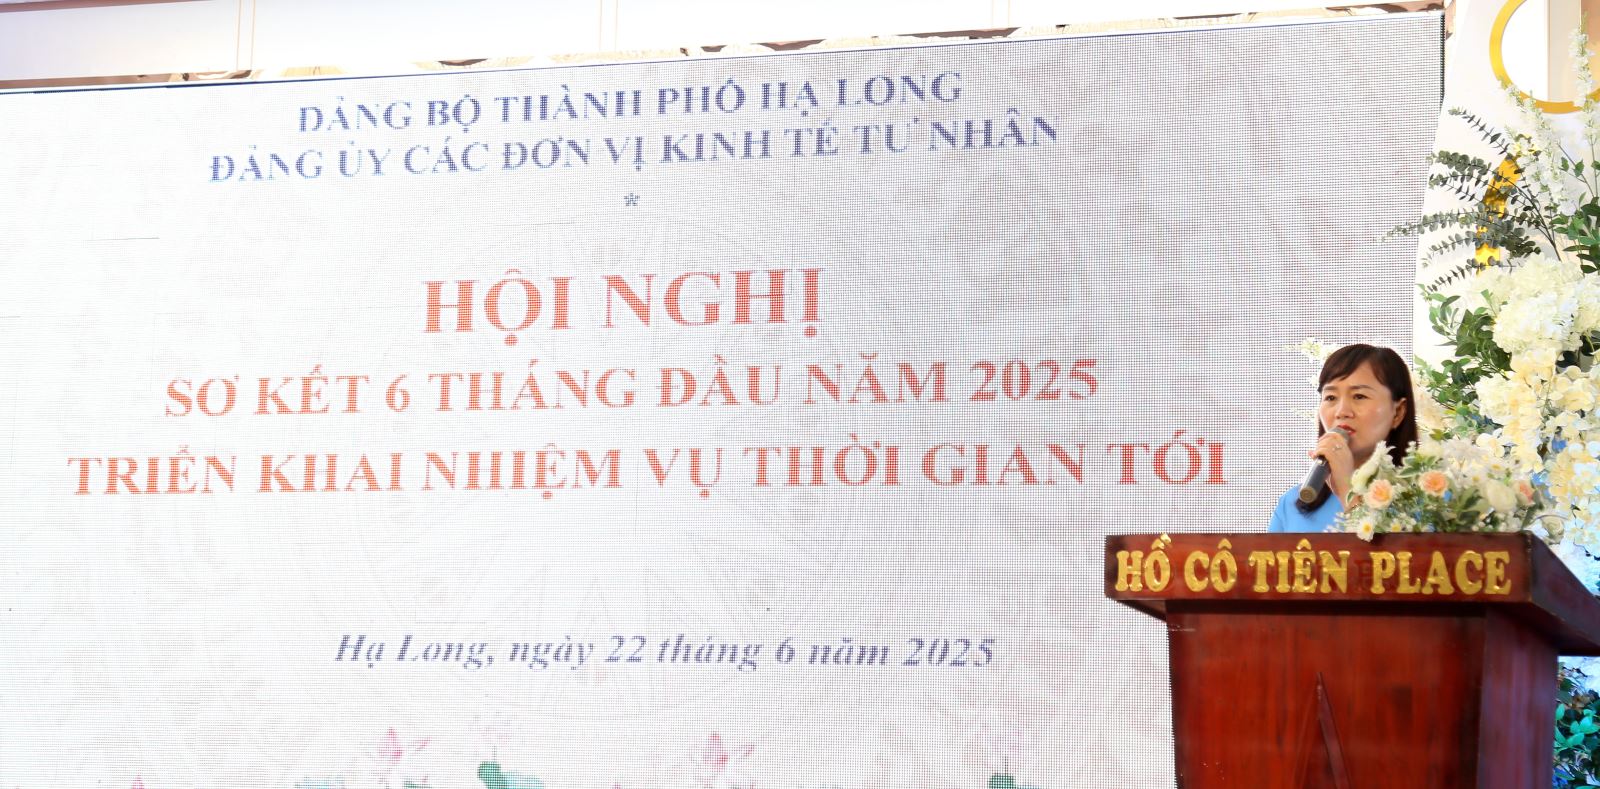 ĐẢNG BỘ THÀNH PHỐ HẠ LONG
ĐẢNG ỦY CÁC ĐƠN VỊ KINH TẾ TƯ NHÂN
*
HỘI NGHỊ
SƠ KẾT 6 THÁNG ĐẦU NĂM 2025
TRIỂN KHAI NHIỆM VỤ THỜI GIAN TỚI
Hạ Long, ngày 22 tháng 6 năm 2025
HỒ CÔ TIÊN PLACE